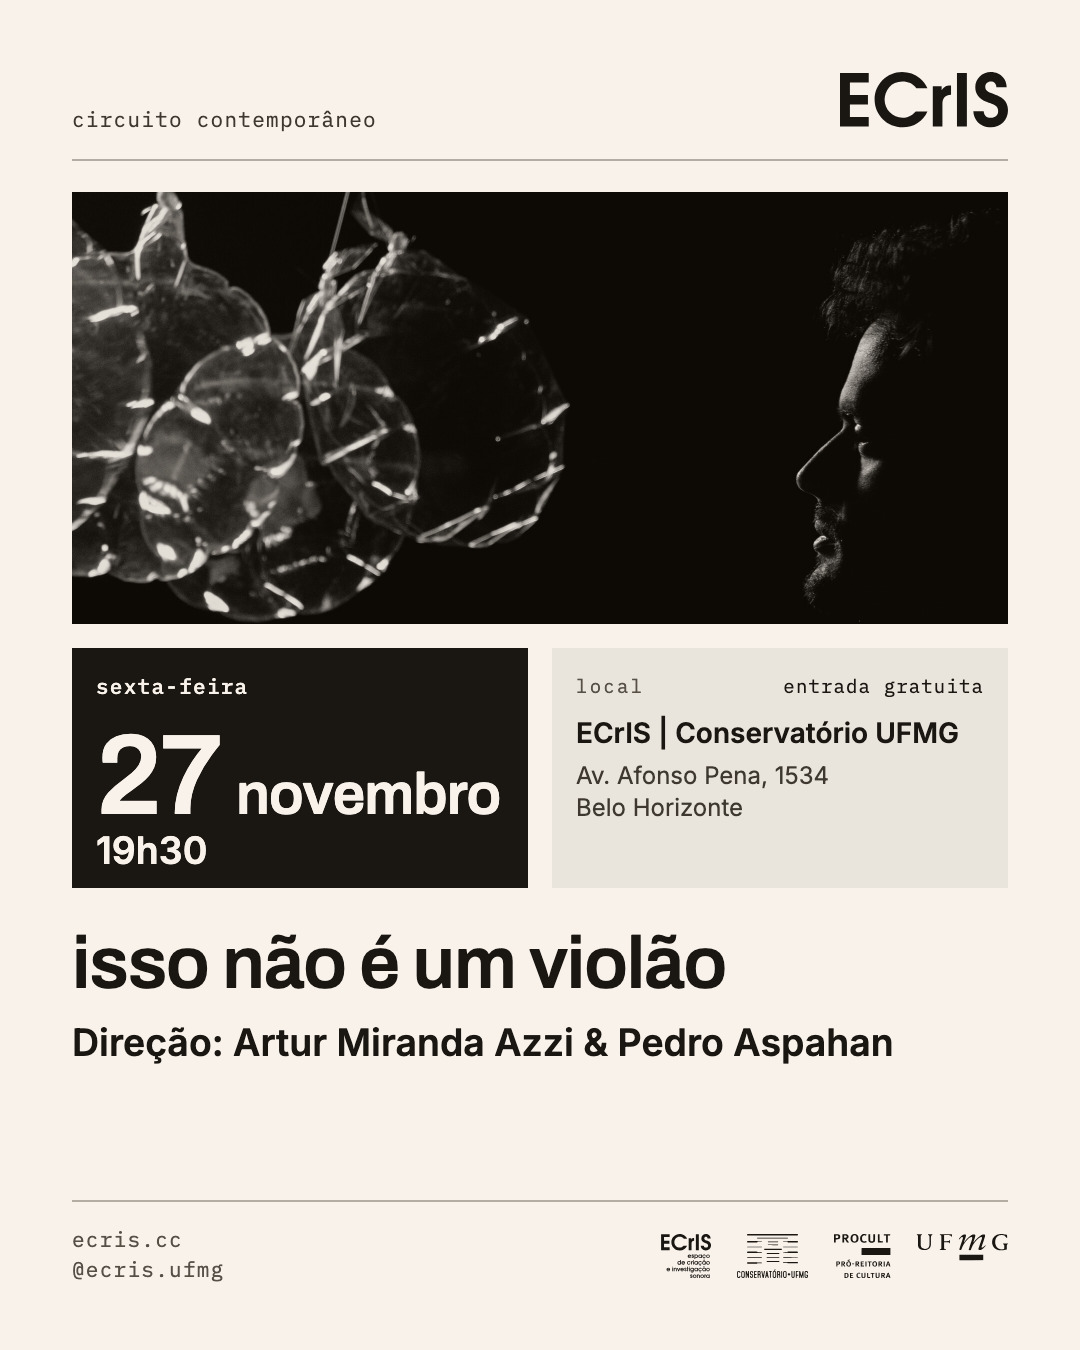 circuito contemporâneo
ECrIS
sexta-feira
27 novembro
19h30
local
entrada gratuita
ECrIS | Conservatório UFMG
Av. Afonso Pena, 1534
Belo Horizonte
isso não é um violão
Direção: Artur Miranda Azzi & Pedro Aspahan
ecris.cc
@ecris.ufmg
ECrIS
espaço
de criação
e investigação
sonora
CONSERVATÓRIO•UFMG
PROCULT
PRÓ-REITORIA
DE CULTURA
UFmG